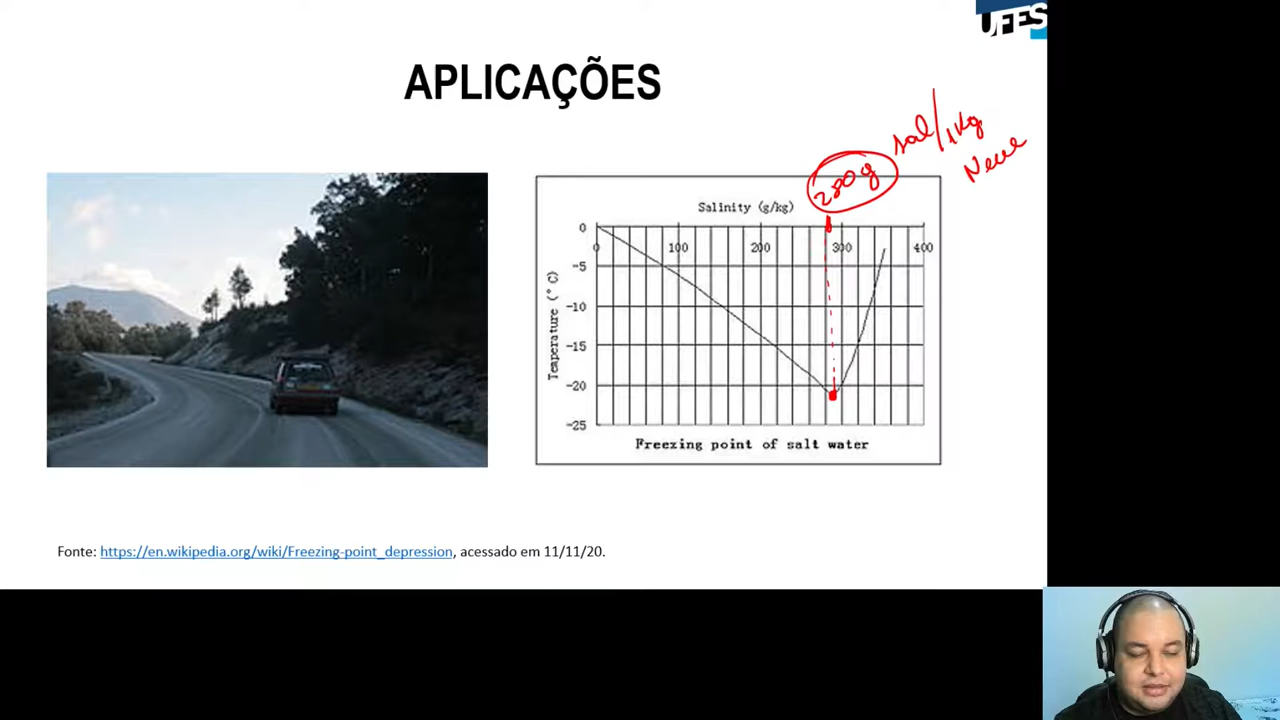 UFES
APLICAÇÕES
sal/1kg
Neve
280g
Salinity (g/kg)
0
0 100 200 300 400
-5
-10
-15
-20
-25
Temperature (° C)
Freezing point of salt water
Fonte: https://en.wikipedia.org/wiki/Freezing-point_depression, acessado em 11/11/20.